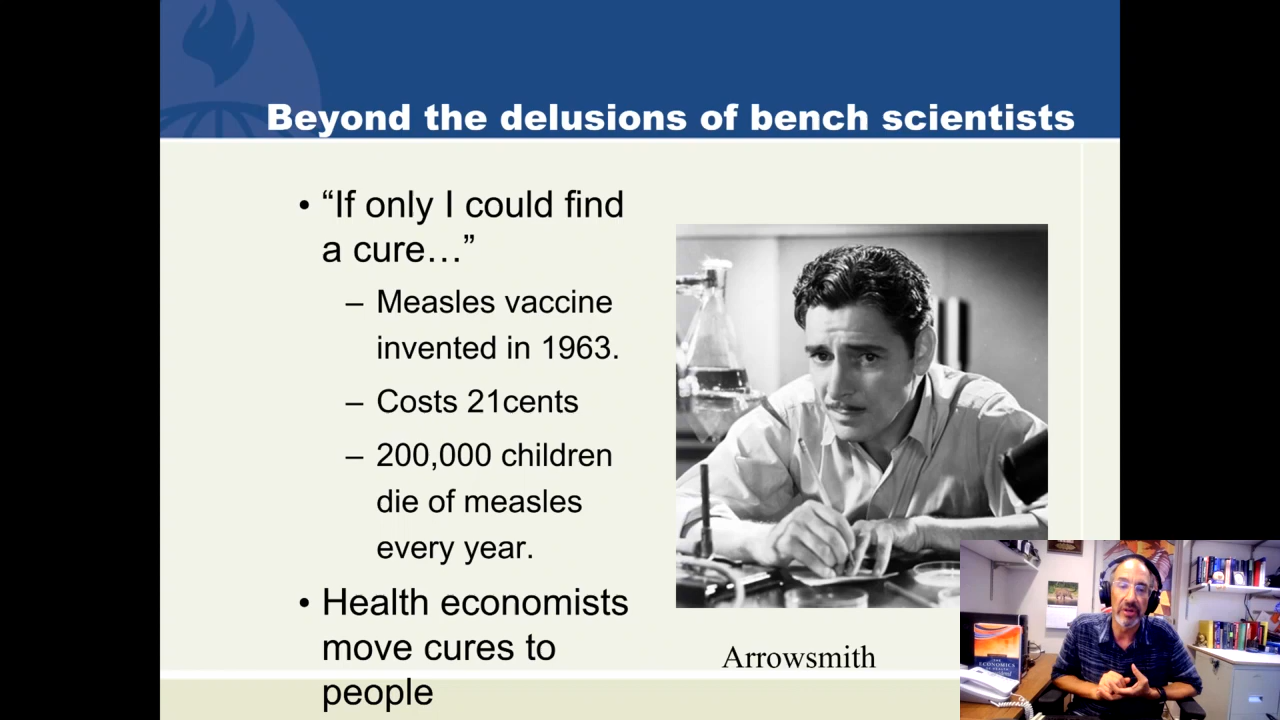 Beyond the delusions of bench scientists
• “If only I could find
a cure…”
– Measles vaccine
invented in 1963.
– Costs 21cents
– 200,000 children
die of measles
every year.
• Health economists
move cures to
people
Arrowsmith
ECONOMICS